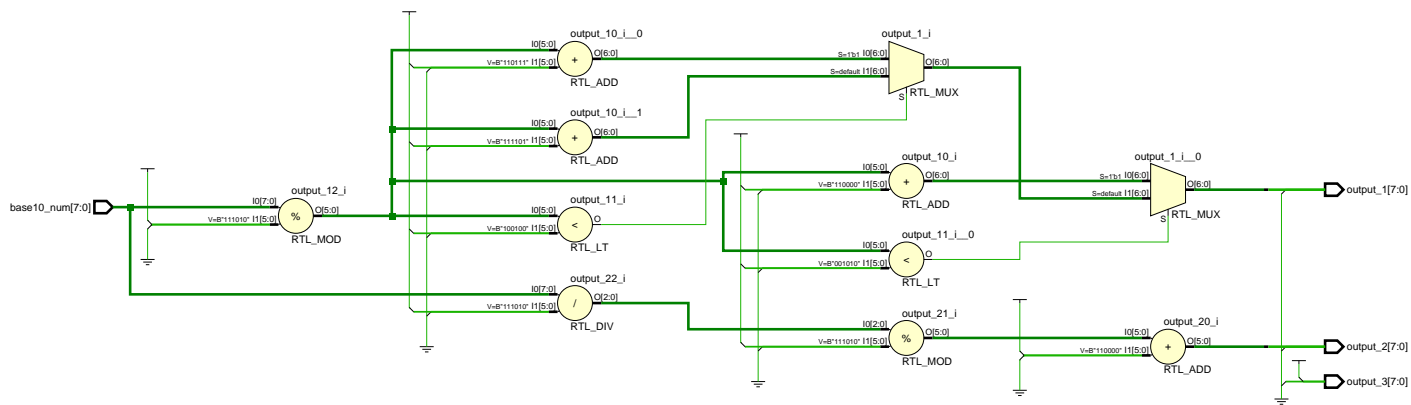 output_10_i__0
I0[5:0]
O[6:0]
V=B"110111" I1[5:0]
+
RTL_ADD
output_1_i
S=1'b1 I0[6:0]
S=default I1[6:0]
O[6:0]
S
RTL_MUX
output_10_i__1
I0[5:0]
O[6:0]
V=B"111101" I1[5:0]
+
RTL_ADD
output_10_i
I0[5:0]
O[6:0]
V=B"110000" I1[5:0]
+
RTL_ADD
output_1_i__0
S=1'b1 I0[6:0]
S=default I1[6:0]
O[6:0]
S
RTL_MUX
output_1[7:0]
base10_num[7:0]
output_12_i
I0[7:0]
O[5:0]
V=B"111010" I1[5:0]
%
RTL_MOD
output_11_i
I0[5:0]
O
V=B"100100" I1[5:0]
<
RTL_LT
output_11_i__0
I0[5:0]
O
V=B"001010" I1[5:0]
<
RTL_LT
output_22_i
I0[7:0]
O[2:0]
V=B"111010" I1[5:0]
/
RTL_DIV
output_21_i
I0[2:0]
O[5:0]
V=B"111010" I1[5:0]
%
RTL_MOD
output_20_i
I0[5:0]
O[5:0]
V=B"110000" I1[5:0]
+
RTL_ADD
output_2[7:0]
output_3[7:0]